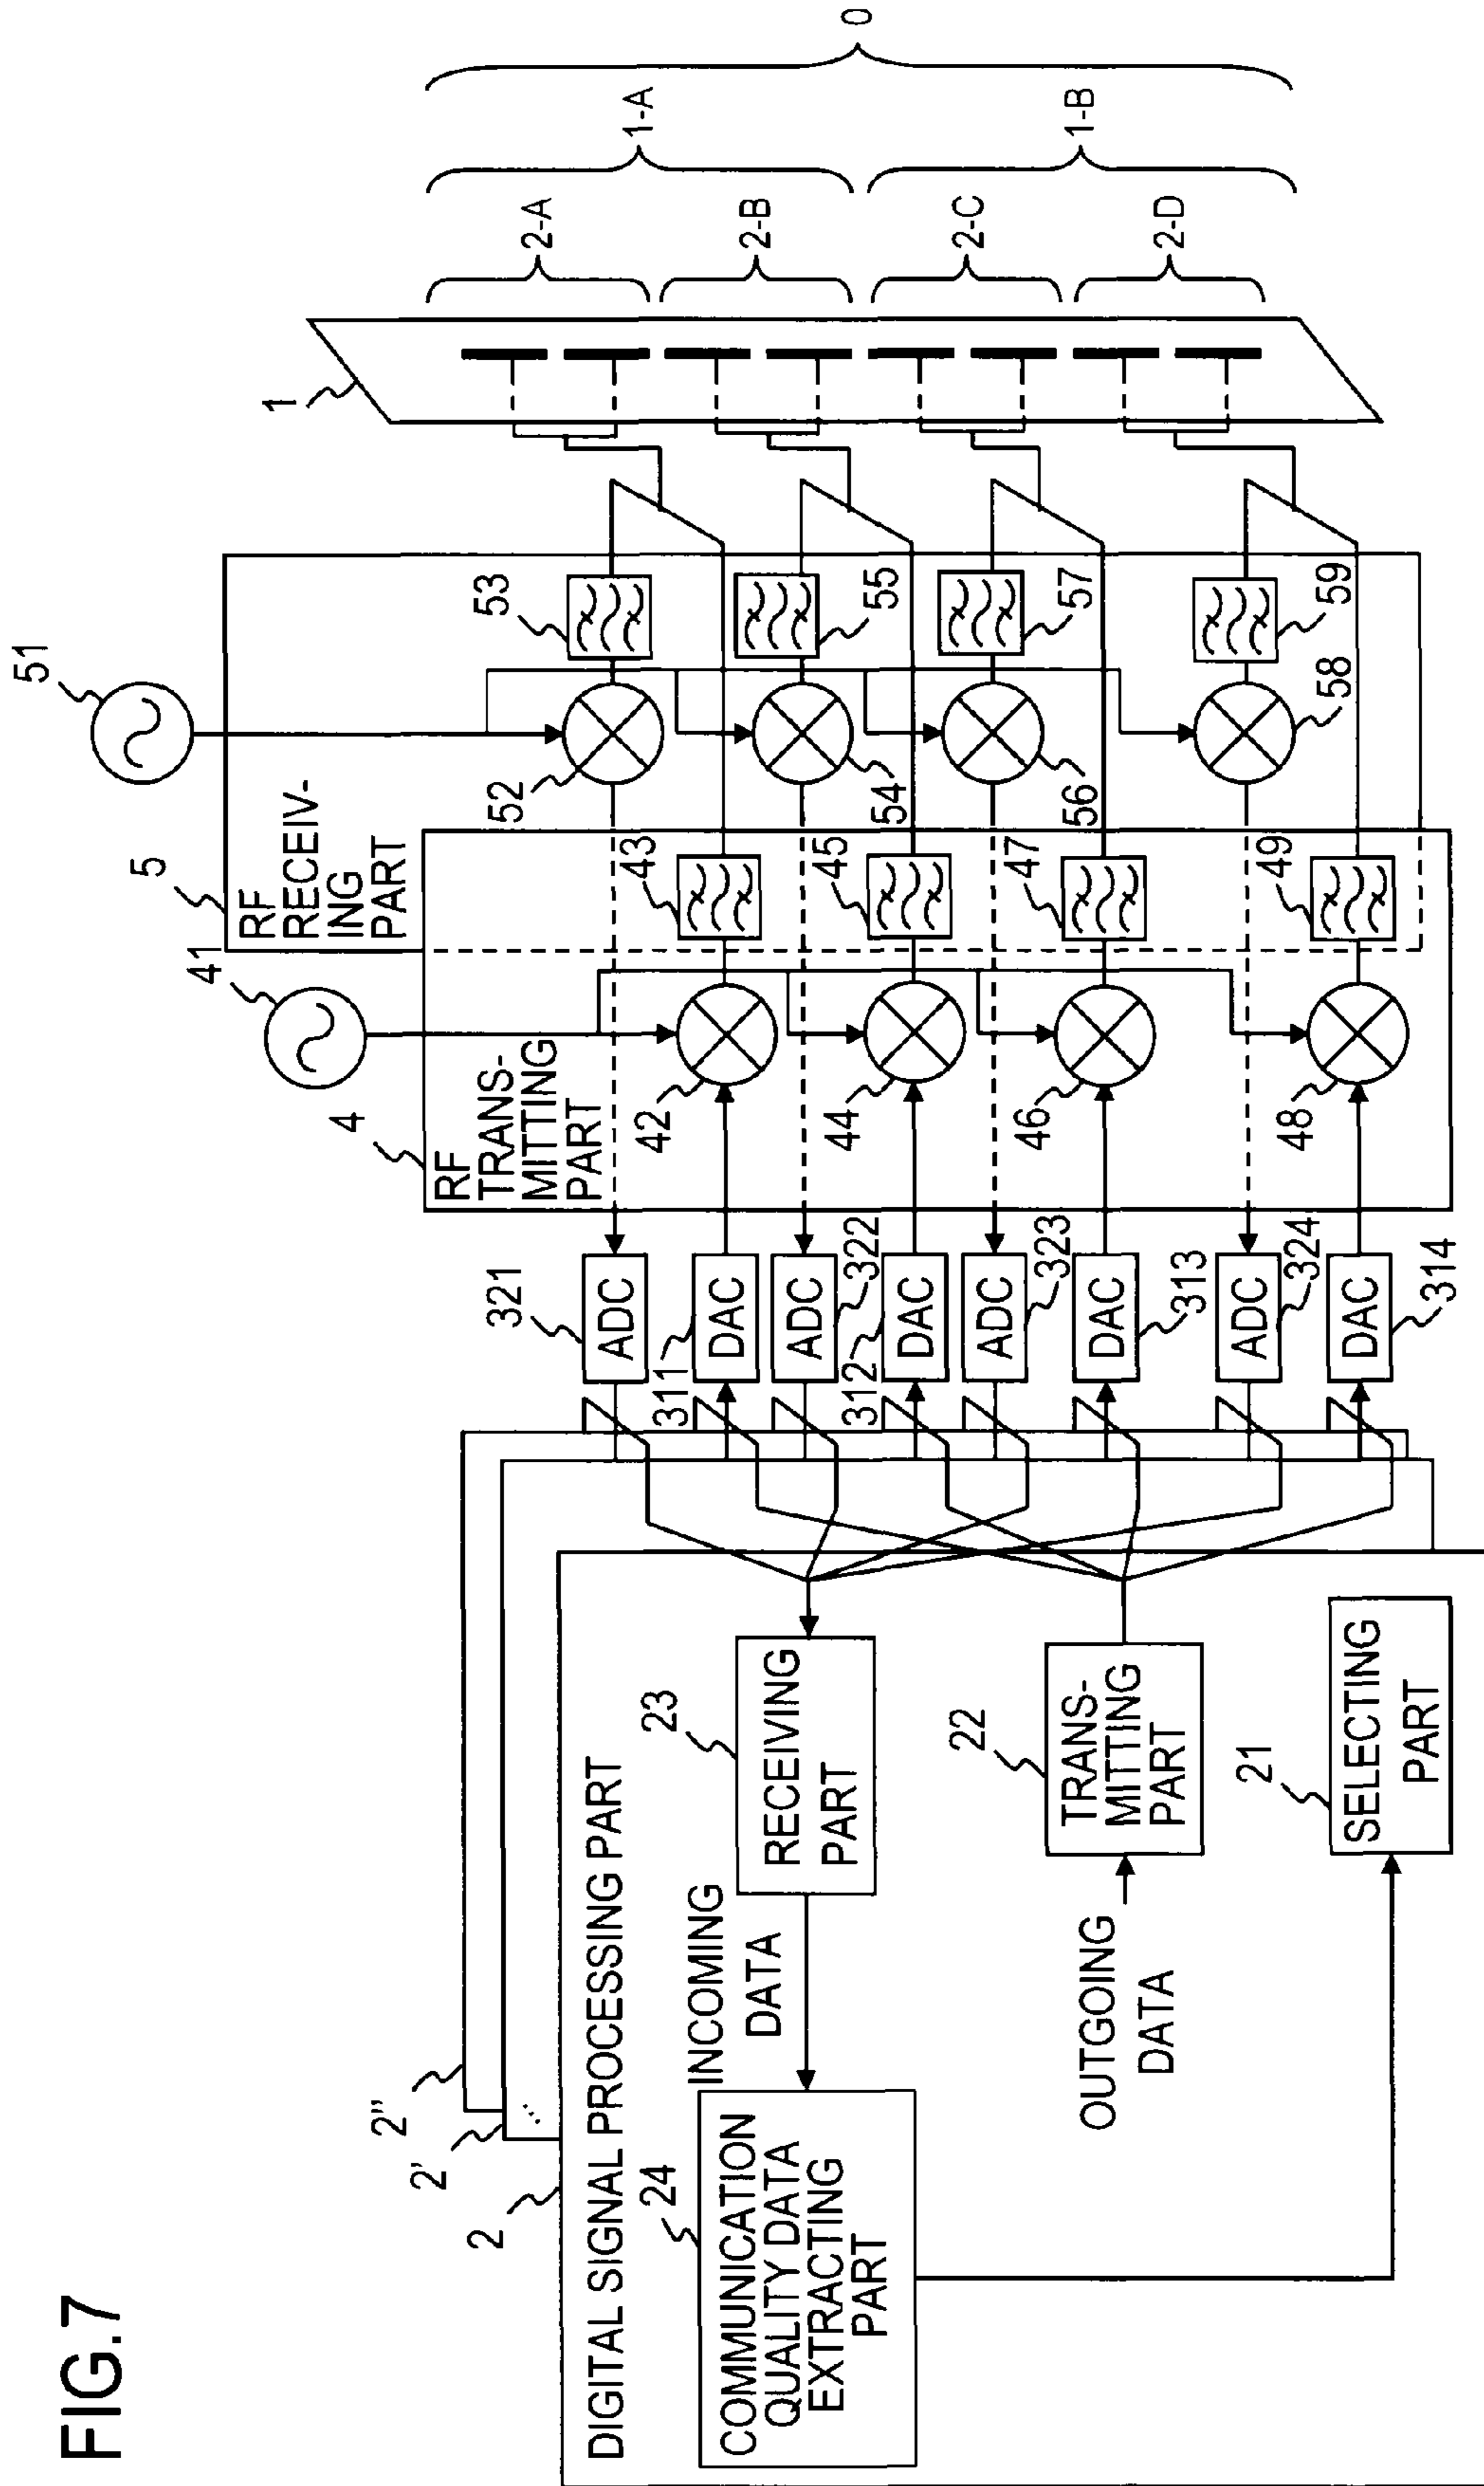 FIG.7
2
2'
2"
DIGITAL SIGNAL PROCESSING PART
24
COMMUNICATION
QUALITY DATA
EXTRACTING
PART
INCOMING
DATA
23
RECEIVING
PART
OUTGOING
DATA
22
TRANS-
MITTING
PART
21
SELECTING
PART
321
ADC
311
DAC
ADC
322
312
DAC
ADC
323
DAC
313
ADC
324
DAC
314
4
RF
TRANS-
MITTING
PART
41
42
43
44
45
46
47
48
49
5
RF
RECEIV-
ING
PART
51
52
53
54
55
56
57
58
59
1
2-A
2-B
2-C
2-D
1-A
1-B
0